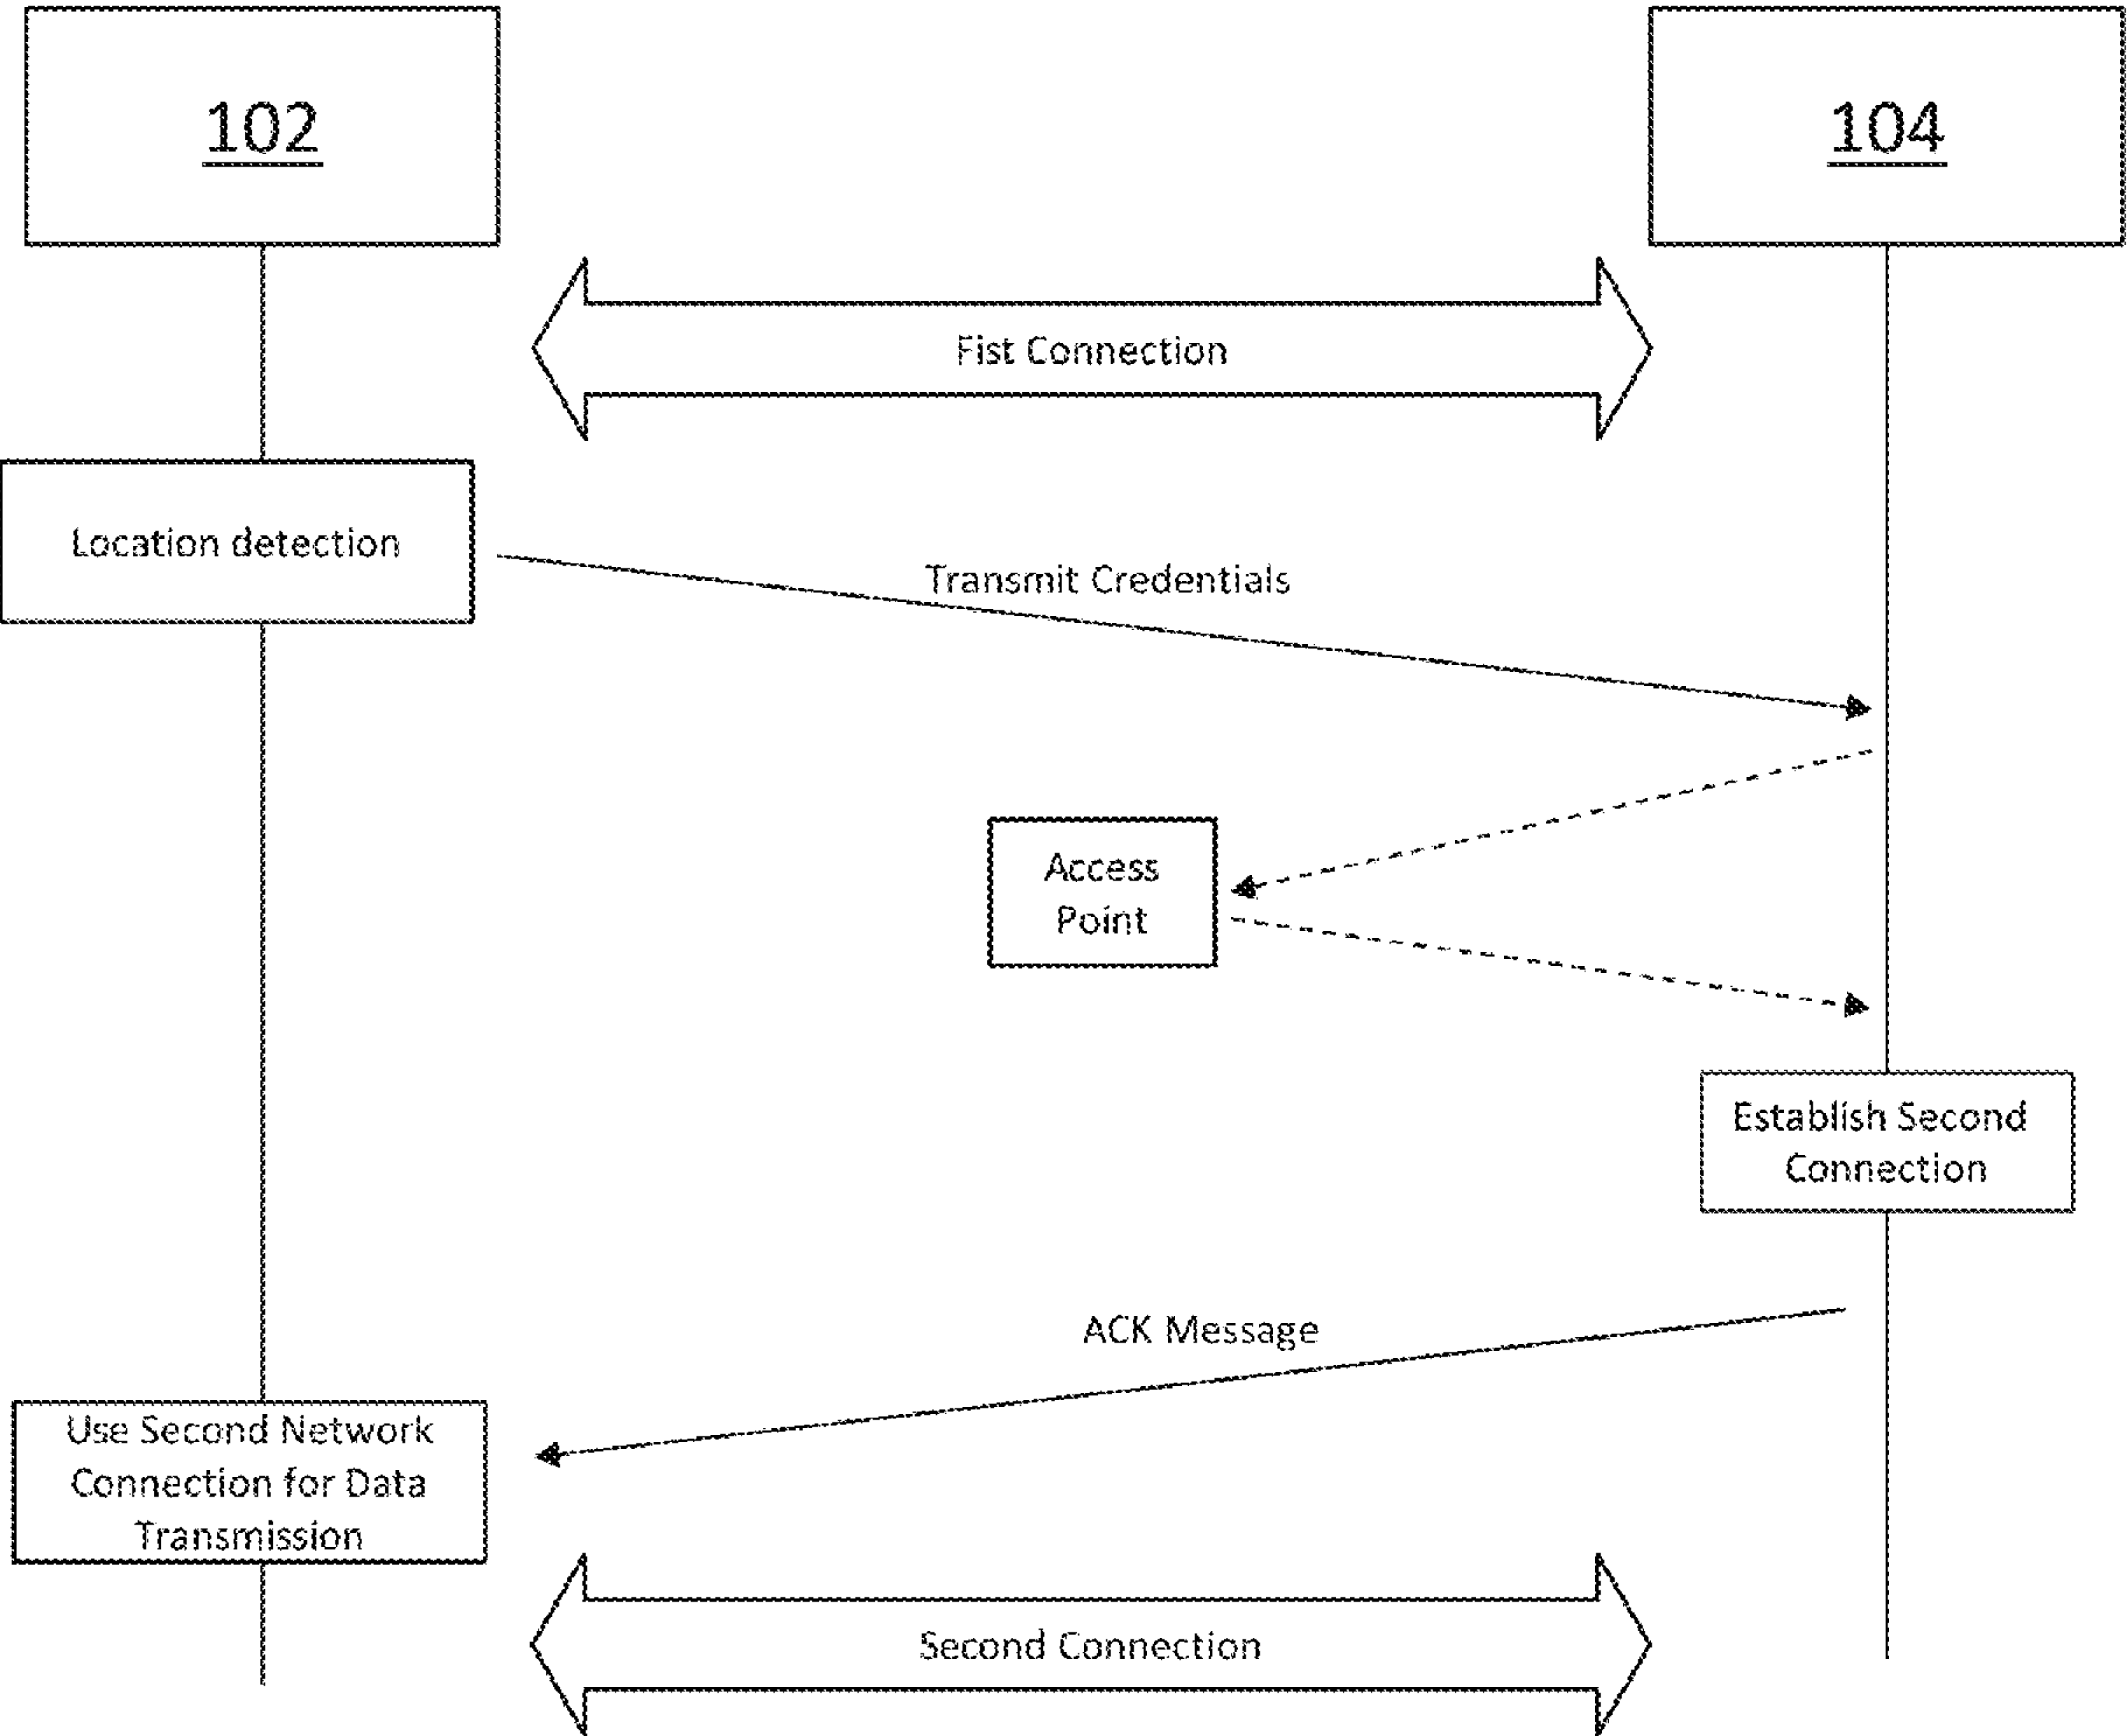 102
104
Fist Connection
Location detection
Transmit Credentials
Access
Point
Establish Second
Connection
ACK Message
Use Second Network
Connection for Data
Transmission
Second Connection